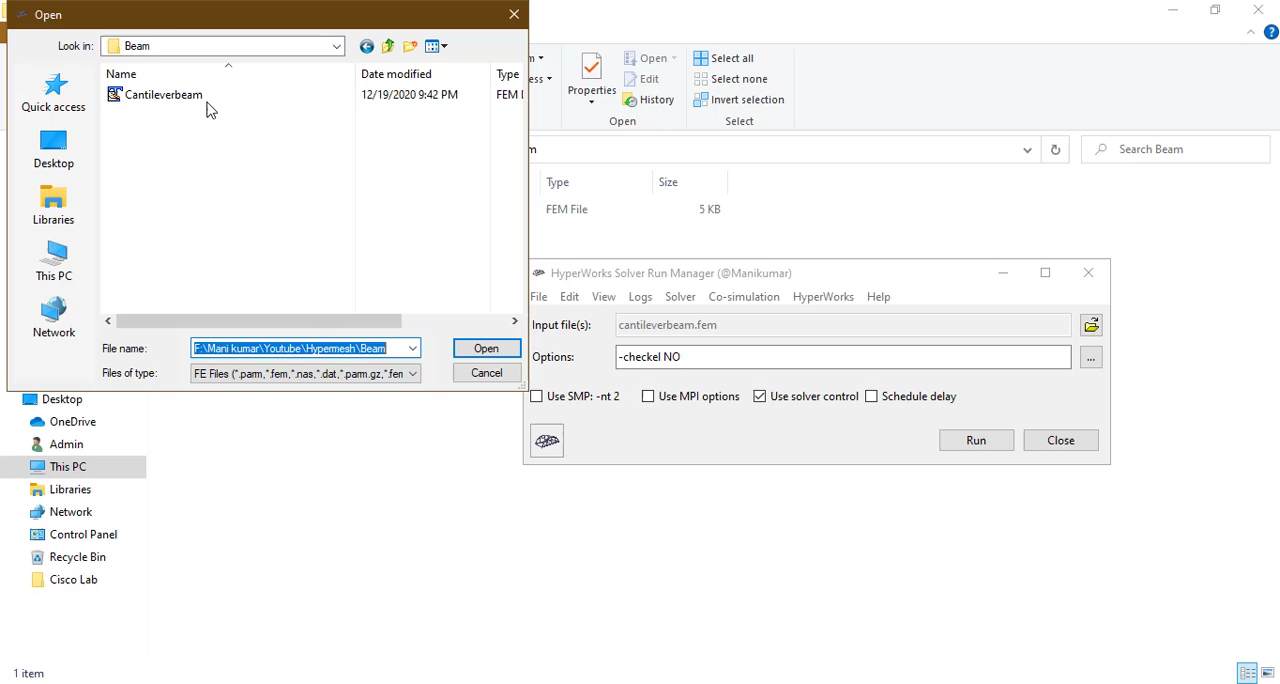 Open
Look in:
Beam
Name
Date modified
Type
Cantileverbeam
12/19/2020 9:42 PM
FEM
Quick access
Desktop
Libraries
This PC
Network
File name:
F:\Mani kumar\Youtube\Hypermesh\Beam
Open
Files of type:
FE Files (*.parm,*.fem,*.nas,*.dat,*.parm.gz,*.fem
Cancel
Properties
Open
Edit
History
Open
Select all
Select none
Invert selection
Select
m
Search Beam
Type
Size
FEM File
5 KB
HyperWorks Solver Run Manager (@Manikumar)
File
Edit
View
Logs
Solver
Co-simulation
HyperWorks
Help
Input file(s):
cantileverbeam.fem
Options:
-checkel NO
...
Use SMP: -nt 2
Use MPI options
Use solver control
Schedule delay
Run
Close
Desktop
OneDrive
Admin
This PC
Libraries
Network
Control Panel
Recycle Bin
Cisco Lab
1 item